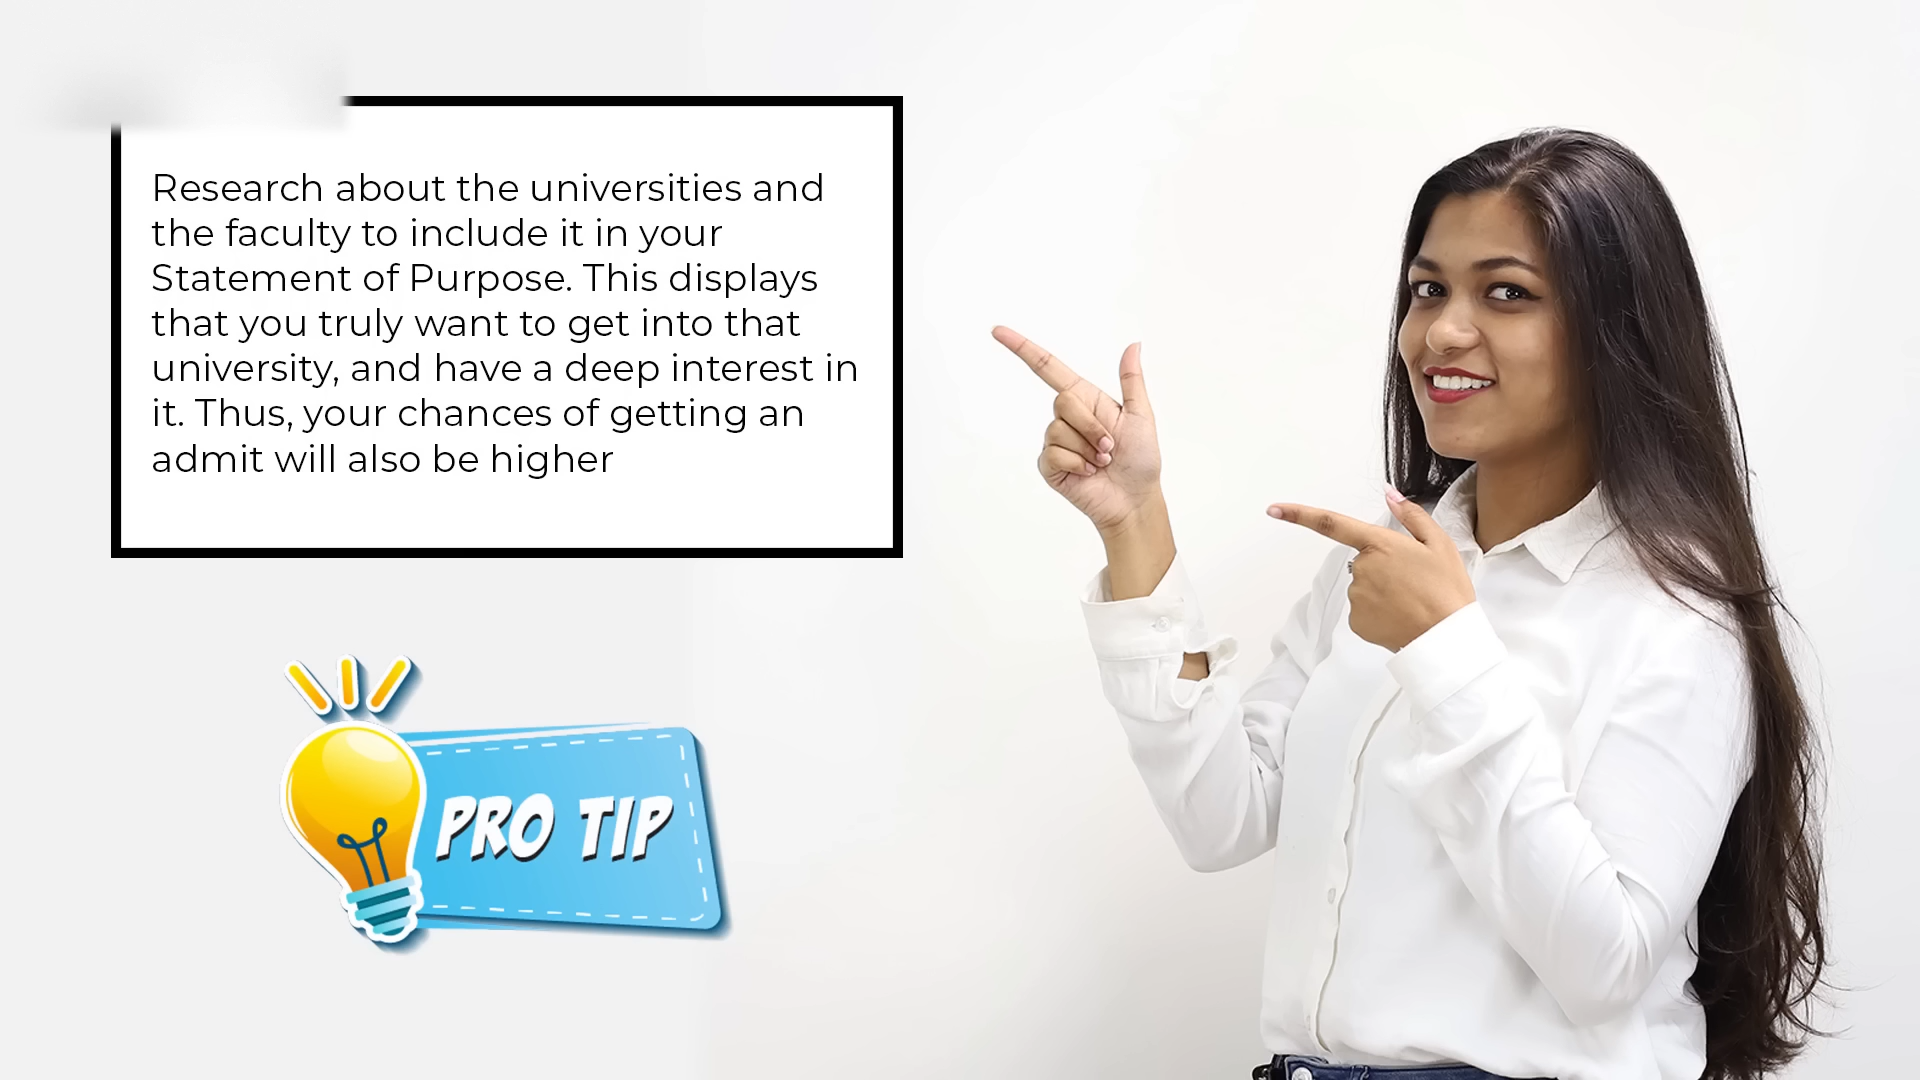 Research about the universities and
the faculty to include it in your
Statement of Purpose. This displays
that you truly want to get into that
university, and have a deep interest in
it. Thus, your chances of getting an
admit will also be higher
PRO TIP